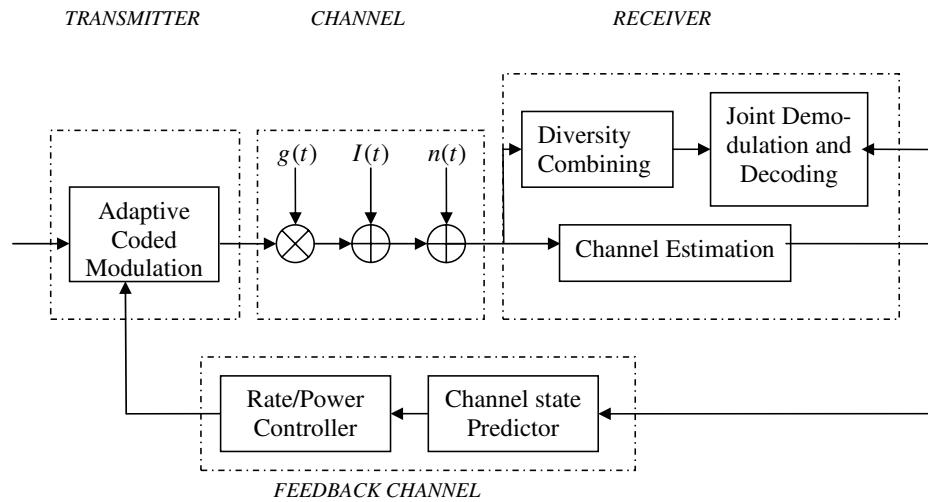 TRANSMITTER
CHANNEL
RECEIVER
Diversity
Combining
Joint Demo-
dulation and
Decoding
g(t)
I(t)
n(t)
Adaptive
Coded
Modulation
Channel Estimation
Rate/Power
Controller
Channel state
Predictor
FEEDBACK CHANNEL